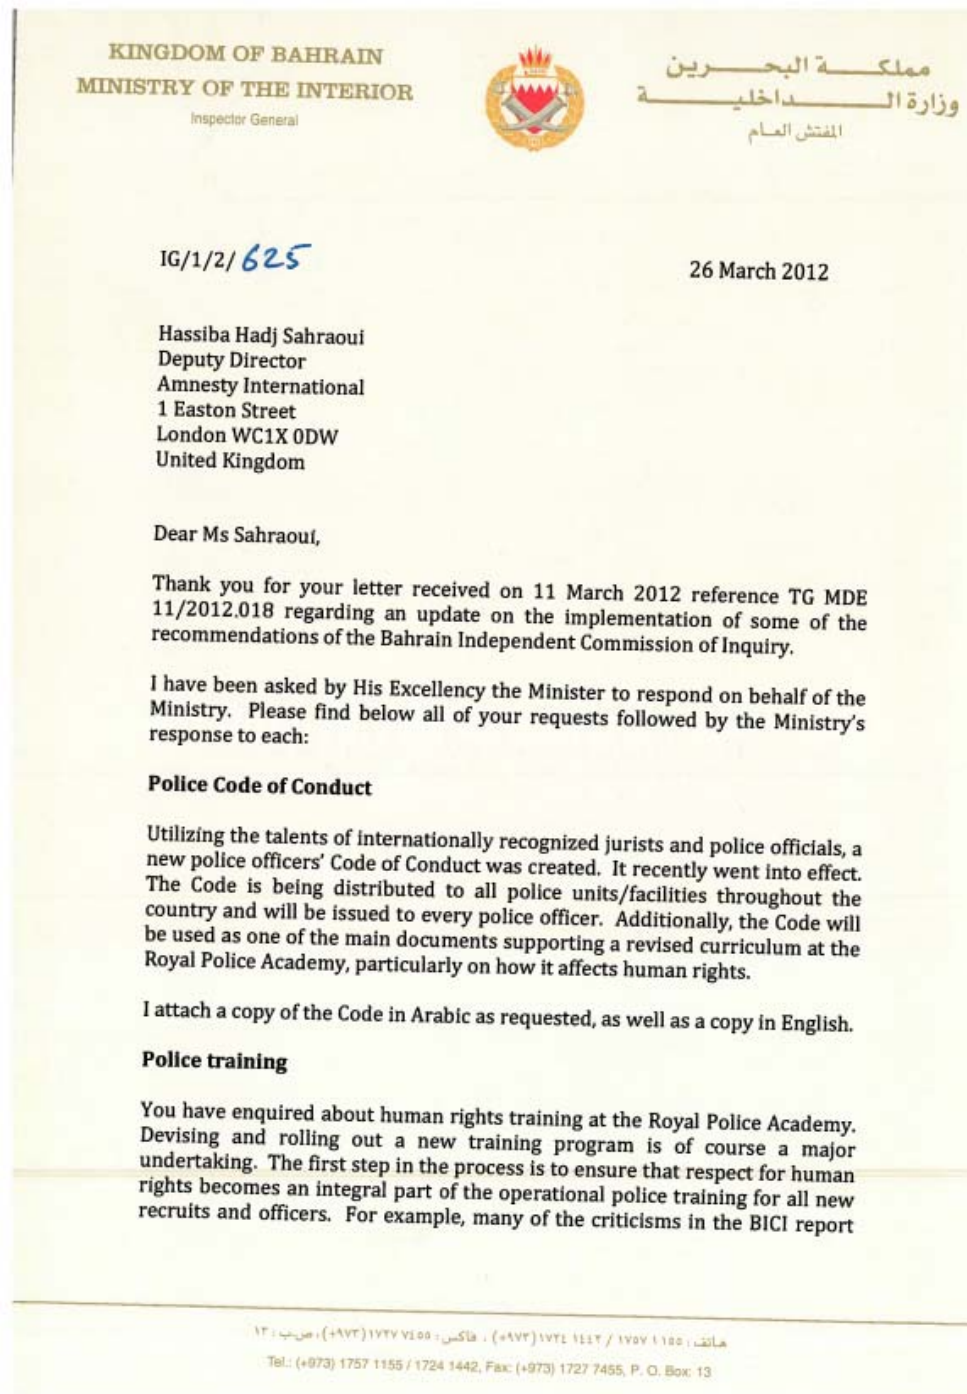 KINGDOM OF BAHRAIN
MINISTRY OF THE INTERIOR
Inspector General
مملكة البحرين
وزارة الداخلية
المفتش العام
IG/1/2/ 625
26 March 2012
Hassiba Hadj Sahraoui
Deputy Director
Amnesty International
1 Easton Street
London WC1X 0DW
United Kingdom
Dear Ms Sahraoui,
Thank you for your letter received on 11 March 2012 reference TG MDE
11/2012.018 regarding an update on the implementation of some of the
recommendations of the Bahrain Independent Commission of Inquiry.
I have been asked by His Excellency the Minister to respond on behalf of the
Ministry. Please find below all of your requests followed by the Ministry's
response to each:
Police Code of Conduct
Utilizing the talents of internationally recognized jurists and police officials, a
new police officers' Code of Conduct was created. It recently went into effect.
The Code is being distributed to all police units/facilities throughout the
country and will be issued to every police officer. Additionally, the Code will
be used as one of the main documents supporting a revised curriculum at the
Royal Police Academy, particularly on how it affects human rights.
I attach a copy of the Code in Arabic as requested, as well as a copy in English.
Police training
You have enquired about human rights training at the Royal Police Academy.
Devising and rolling out a new training program is of course a major
undertaking. The first step in the process is to ensure that respect for human
rights becomes an integral part of the operational police training for all new
recruits and officers. For example, many of the criticisms in the BICI report
هاتف: ١١٥٥ ١٧٥٧ / ١٤٤٢ ١٧٢٤ (٩٧٣+) ، فاكس: ٧٤٥٥ ١٧٢٧ (٩٧٣+)، ص.ب: ١٣
Tel.: (+973) 1757 1155 / 1724 1442, Fax: (+973) 1727 7455, P. O. Box: 13